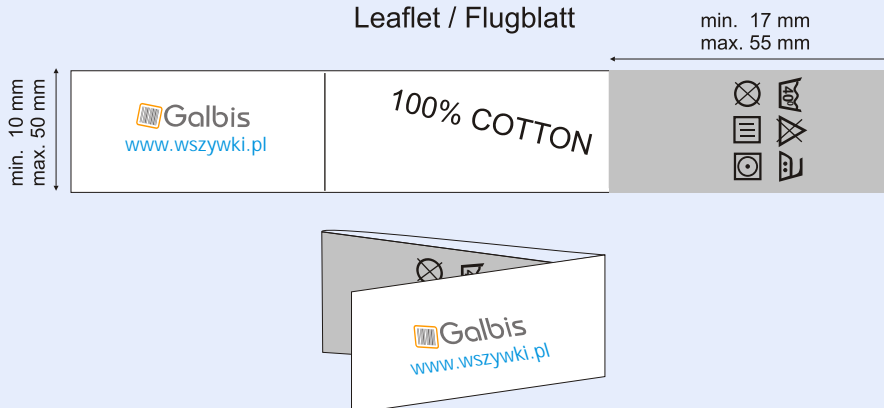 Leaflet / Flugblatt
min. 17 mm
max. 55 mm
min. 10 mm
max. 50 mm
Galbis
www.wszywki.pl
100% COTTON
40°
Galbis
www.wszywki.pl